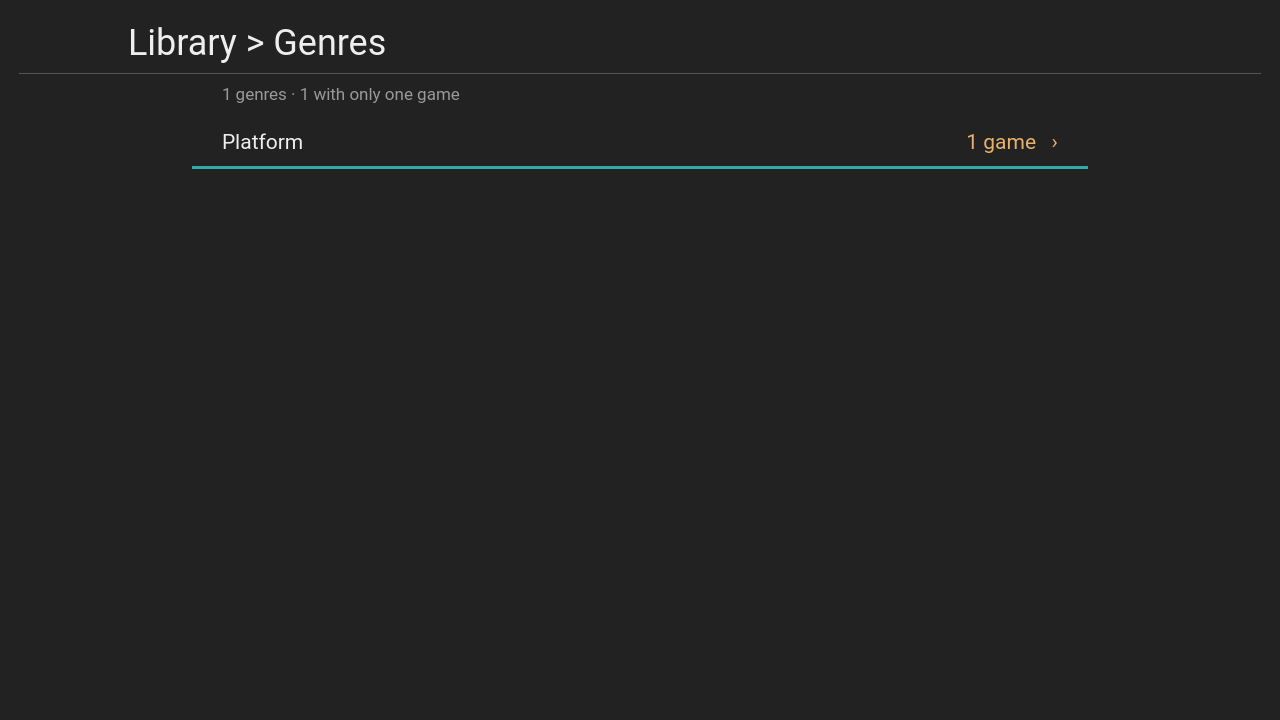 Library > Genres
1 genres · 1 with only one game
Platform 1 game ›